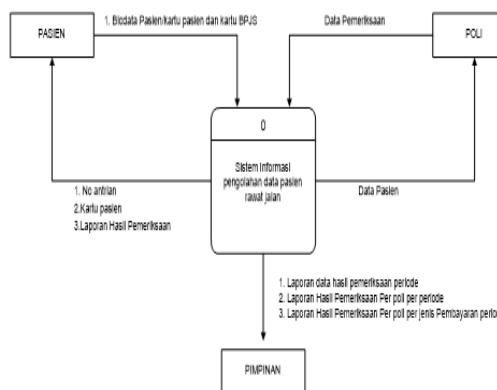 PASIEN
1. Biodata Pasien/kartu pasien dan kartu BPJS
Data Pemeriksaan
POLI
0
Sistem Informasi
pengolahan data pasien
rawat jalan
1. No antrian
2.Kartu pasien
3.Laporan Hasil Pemeriksaan
Data Pasien
1. Laporan data hasil pemeriksaan periode
2. Laporan Hasil Pemeriksaan Per poli per periode
3. Laporan Hasil Pemeriksaan Per poli per jenis Pembayaran perio
PIMPINAN